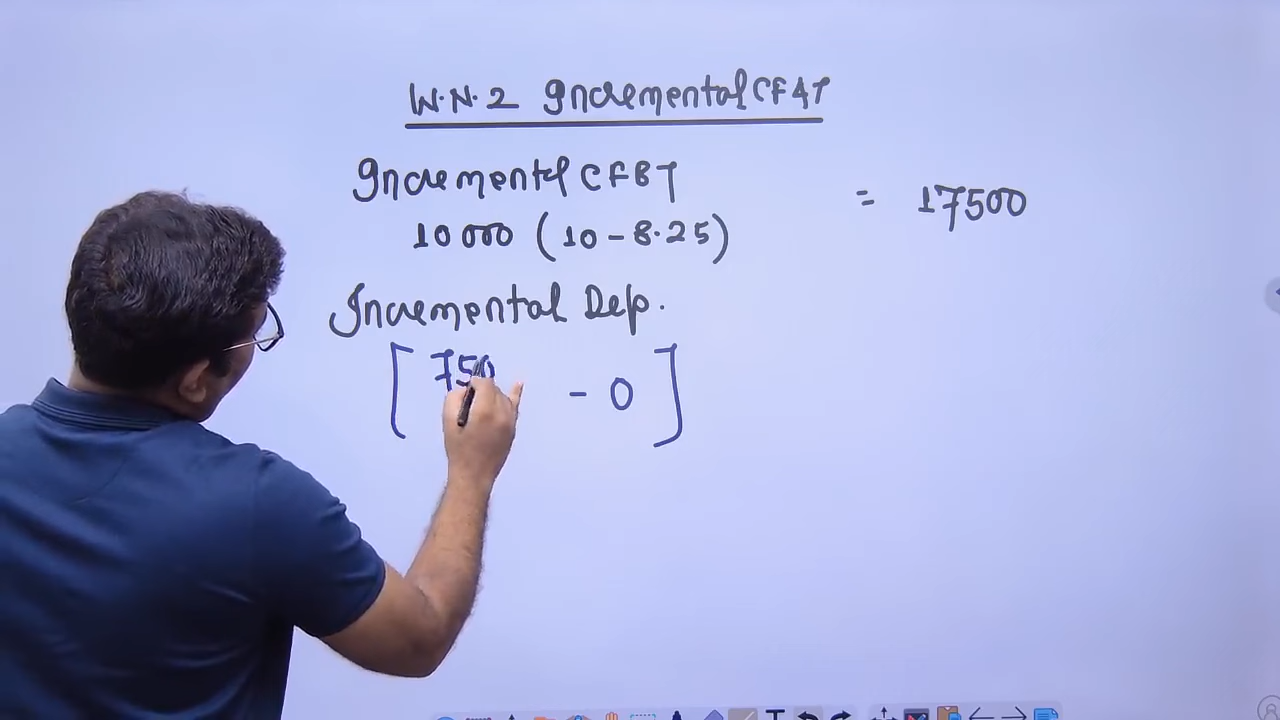 W.N.2 Incremental CFAT
Incremental CFBT
= 17500
10000 (10-8.25)
Incremental Dep.
[750 - 0]